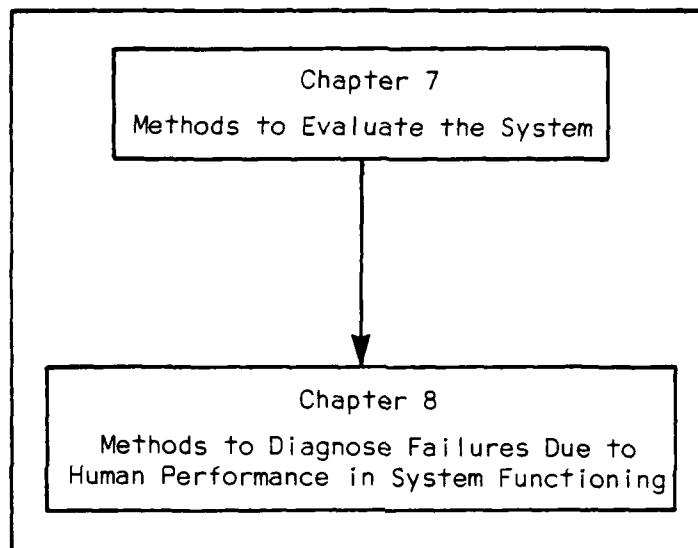 Chapter 7
Methods to Evaluate the System
Chapter 8
Methods to Diagnose Failures Due to
Human Performance in System Functioning